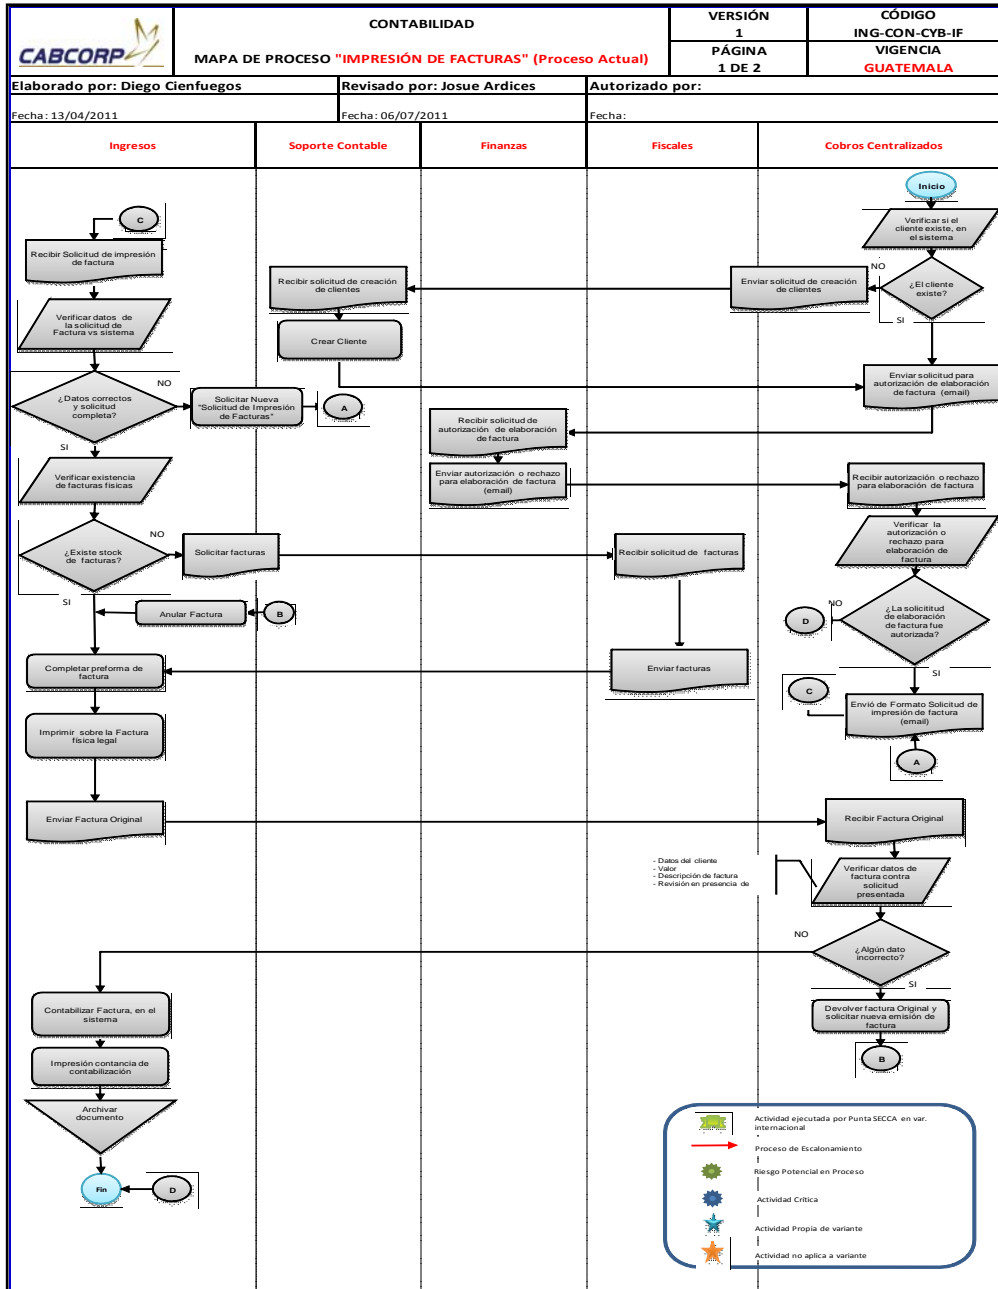 CABCORP
CONTABILIDAD
MAPA DE PROCESO "IMPRESIÓN DE FACTURAS" (Proceso Actual)
VERSIÓN
1
CÓDIGO
ING-CON-CYB-IF
PÁGINA
1 DE 2
VIGENCIA
GUATEMALA
Elaborado por: Diego Cienfuegos
Revisado por: Josue Ardices
Autorizado por:
Fecha: 13/04/2011
Fecha: 06/07/2011
Fecha:
Ingresos
Soporte Contable
Finanzas
Fiscales
Cobros Centralizados
Inicio
Verificar si el
cliente existe, en
el sistema
C
Recibir Solicitud de impresión
de factura
NO
¿El cliente
existe?
SI
Enviar solicitud de creación
de clientes
Recibir solicitud de creación
de clientes
Crear Cliente
Verificar datos de
la solicitud de
Factura vs sistema
Enviar solicitud para
autorización de elaboración
de factura (email)
¿Datos correctos
y solicitud
completa?
NO
SI
Solicitar Nueva
"Solicitud de Impresión
de Facturas"
A
Recibir solicitud de
autorización de elaboración
de factura
Enviar autorización o rechazo
para elaboración de factura
(email)
Recibir autorización o rechazo
para elaboración de factura
Verificar existencia
de facturas físicas
Verificar la
autorización o
rechazo para
elaboración de
factura
¿Existe stock
de facturas?
NO
SI
Solicitar facturas
Recibir solicitud de facturas
Anular Factura
B
NO
D
¿La solicititud
de elaboración
de factura fue
autorizada?
SI
Completar preforma de
factura
Enviar facturas
C
Envió de Formato Solicitud de
impresión de factura
(email)
A
Imprimir sobre la Factura
física legal
Enviar Factura Original
Recibir Factura Original
- Datos del cliente
- Valor
- Descripción de factura
- Revisión en presencia de
Verificar datos de
factura contra
solicitud
presentada
NO
¿Algún dato
incorrecto?
SI
Devolver factura Original y
solicitar nueva emisión de
factura
B
Contabilizar Factura, en el
sistema
Impresión contancia de
contabilización
Archivar
documento
Fin
D
Actividad ejecutada por Punta SECCA en var.
internacional
Proceso de Escalonamiento
Riesgo Potencial en Proceso
Actividad Crítica
Actividad Propia de variante
Actividad no aplica a variante